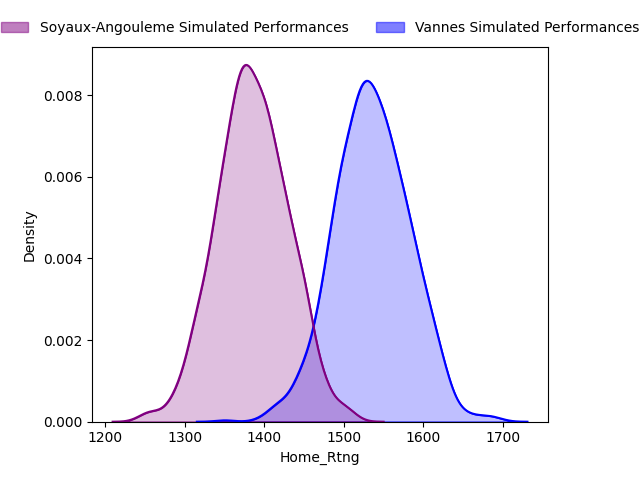 Soyaux-Angouleme Simulated Performances
Vannes Simulated Performances
Density
0.008
0.006
0.004
0.002
0.000
1200
1300
1400
1500
1600
1700
Home_Rtng